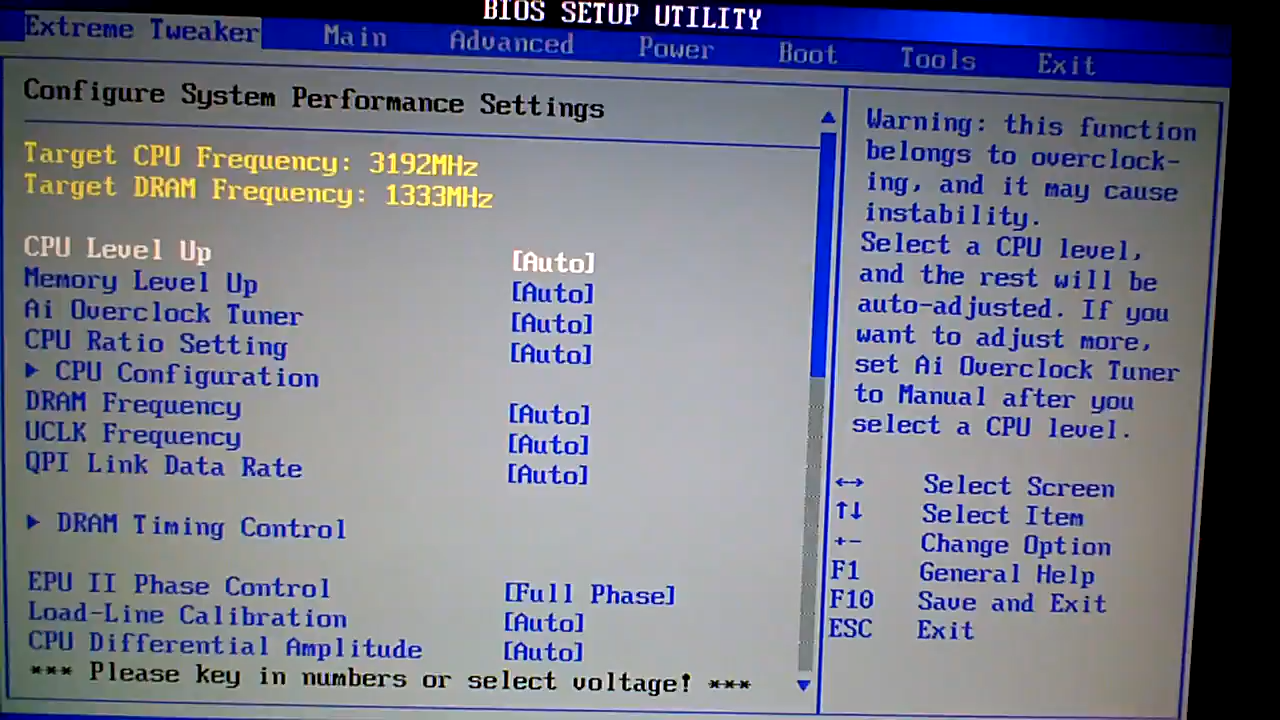 BIOS SETUP UTILITY
Extreme Tweaker Main Advanced Power Boot Tools Exit
Configure System Performance Settings
Target CPU Frequency: 3192MHz
Target DRAM Frequency: 1333MHz
CPU Level Up [Auto]
Memory Level Up [Auto]
Ai Overclock Tuner [Auto]
CPU Ratio Setting [Auto]
▶ CPU Configuration
DRAM Frequency [Auto]
UCLK Frequency [Auto]
QPI Link Data Rate [Auto]
▶ DRAM Timing Control
EPU II Phase Control [Full Phase]
Load-Line Calibration [Auto]
CPU Differential Amplitude [Auto]
*** Please key in numbers or select voltage! ***
Warning: this function
belongs to overclock-
ing, and it may cause
instability.
Select a CPU level,
and the rest will be
auto-adjusted. If you
want to adjust more,
set Ai Overclock Tuner
to Manual after you
select a CPU level.
↔ Select Screen
↑↓ Select Item
+- Change Option
F1 General Help
F10 Save and Exit
ESC Exit